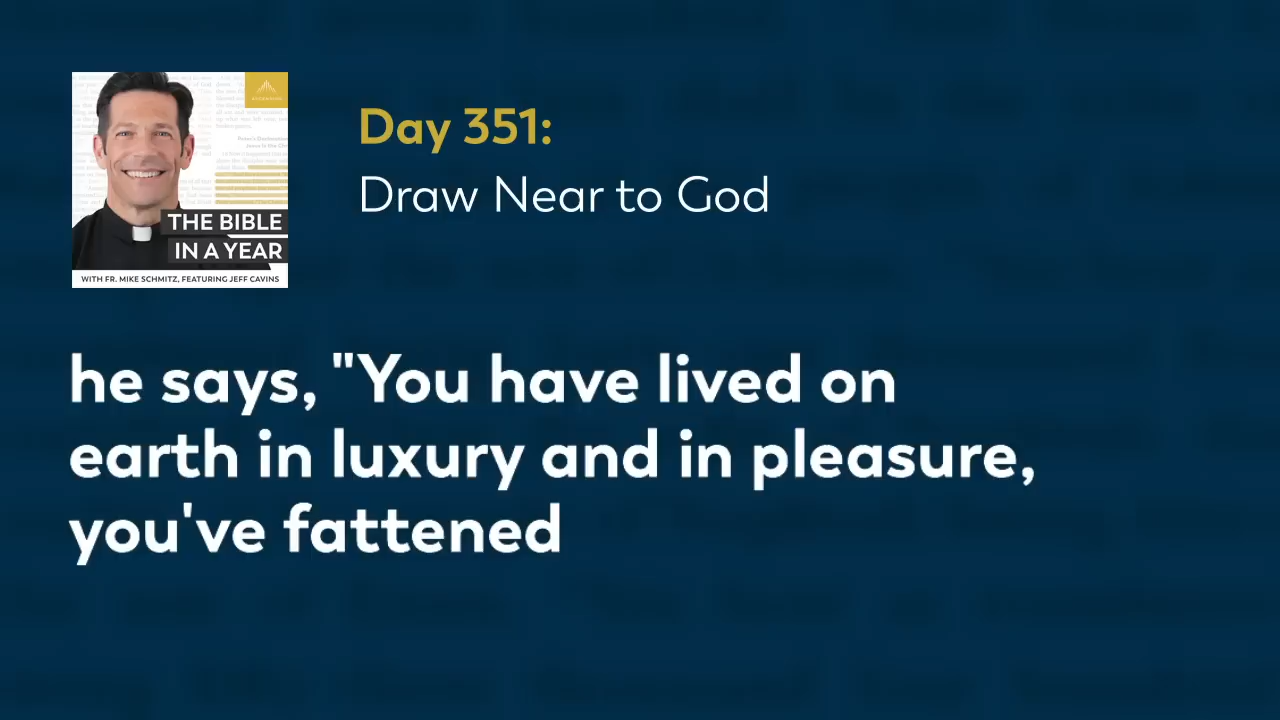 Day 351:
Draw Near to God
THE BIBLE
IN A YEAR
WITH FR. MIKE SCHMITZ, FEATURING JEFF CAVINS
he says, "You have lived on
earth in luxury and in pleasure,
you've fattened